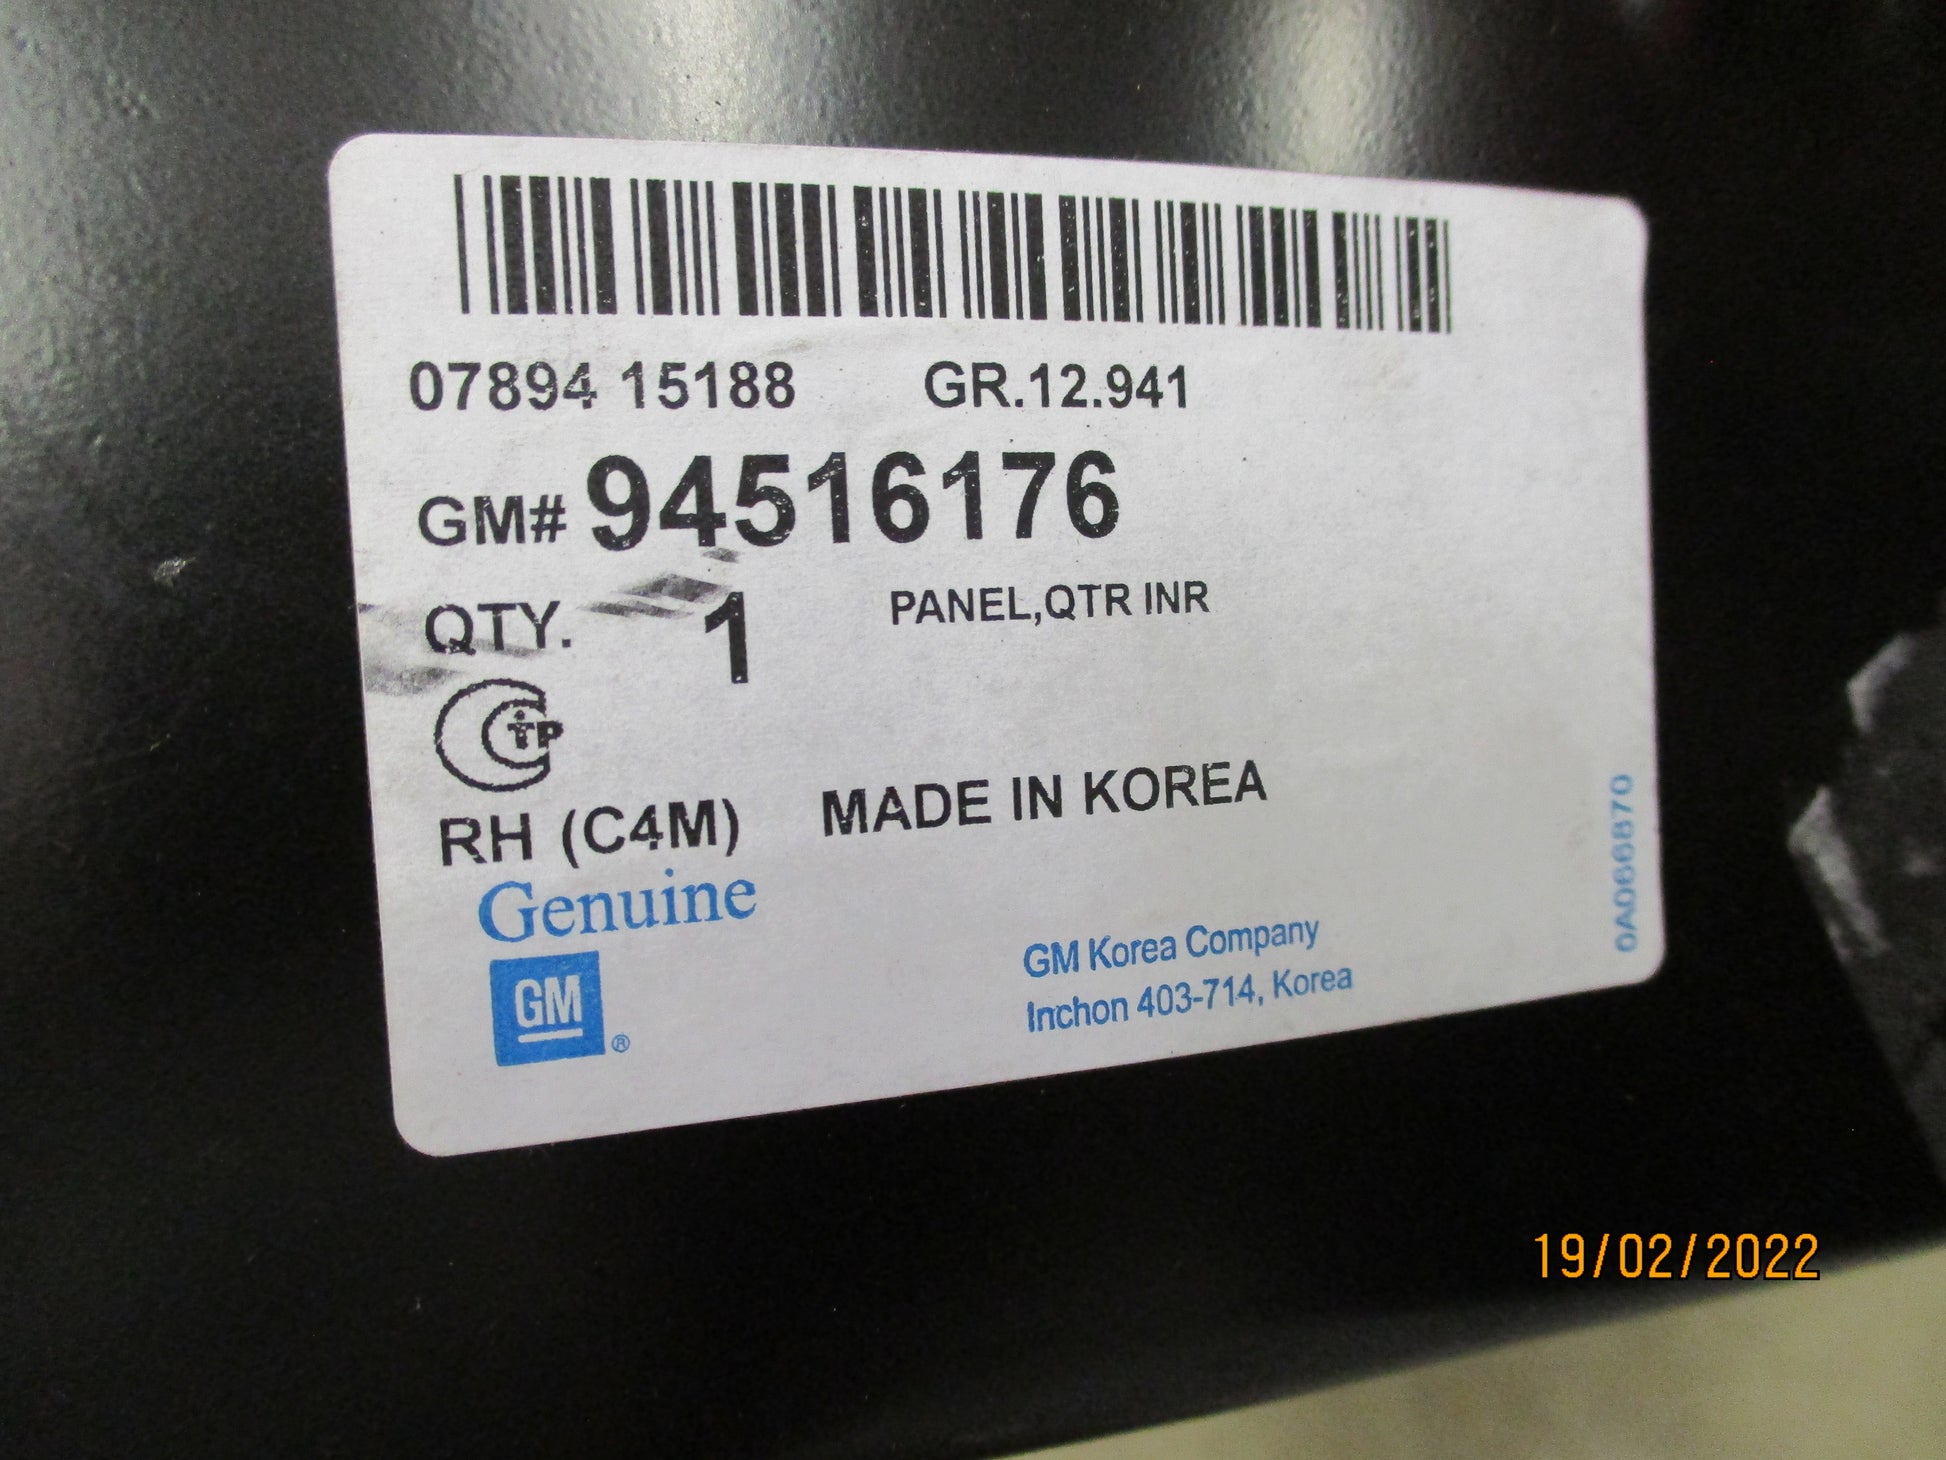 07894 15188 GR.12.941
GM# 94516176
QTY. 1 PANEL,QTR INR
RH (C4M) MADE IN KOREA
Genuine
GM ®
GM Korea Company
Inchon 403-714, Korea
0A066870
19/02/2022